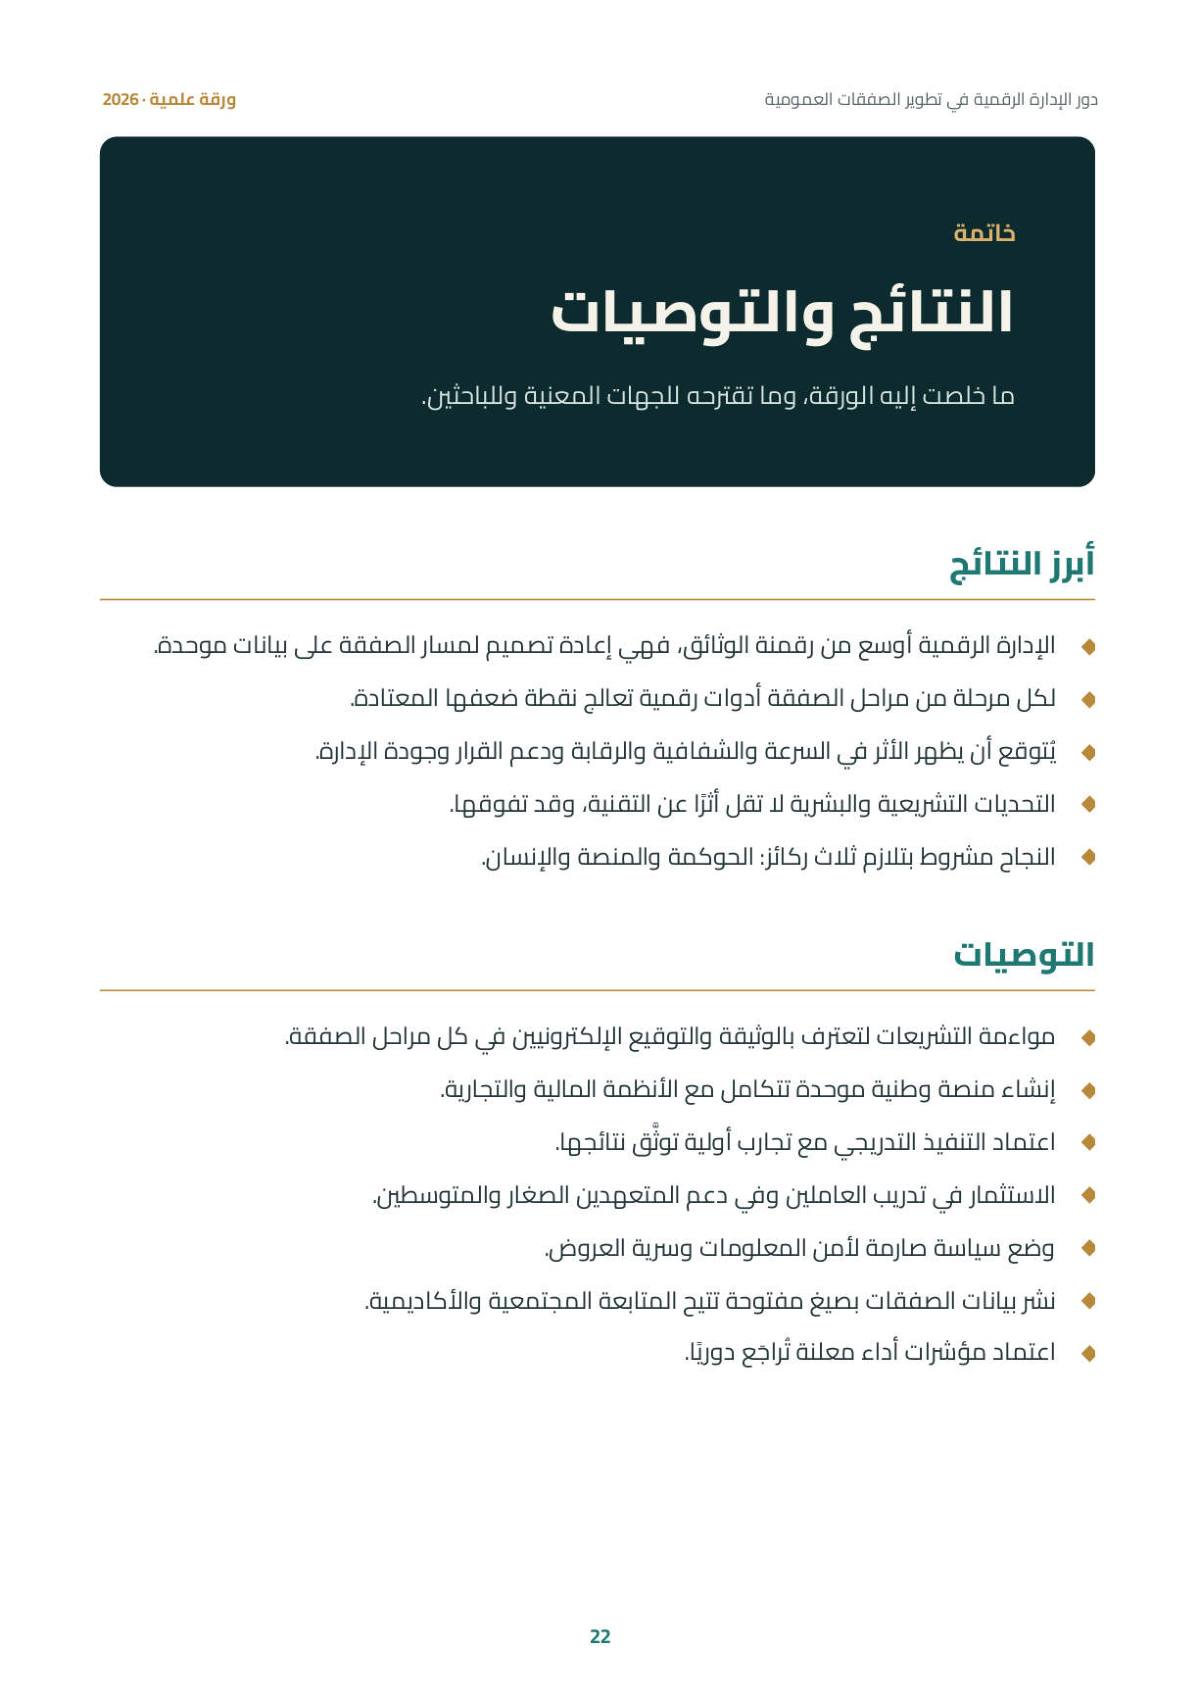 دور الإدارة الرقمية في تطوير الصفقات العمومية
ورقة علمية · 2026
خاتمة
النتائج والتوصيات
ما خلصت إليه الورقة، وما تقترحه للجهات المعنية وللباحثين.
أبرز النتائج
الإدارة الرقمية أوسع من رقمنة الوثائق، فهي إعادة تصميم لمسار الصفقة على بيانات موحدة.
لكل مرحلة من مراحل الصفقة أدوات رقمية تعالج نقطة ضعفها المعتادة.
يُتوقع أن يظهر الأثر في السرعة والشفافية والرقابة ودعم القرار وجودة الإدارة.
التحديات التشريعية والبشرية لا تقل أثرًا عن التقنية، وقد تفوقها.
النجاح مشروط بتلازم ثلاث ركائز: الحوكمة والمنصة والإنسان.
التوصيات
مواءمة التشريعات لتعترف بالوثيقة والتوقيع الإلكترونيين في كل مراحل الصفقة.
إنشاء منصة وطنية موحدة تتكامل مع الأنظمة المالية والتجارية.
اعتماد التنفيذ التدريجي مع تجارب أولية توثَّق نتائجها.
الاستثمار في تدريب العاملين وفي دعم المتعهدين الصغار والمتوسطين.
وضع سياسة صارمة لأمن المعلومات وسرية العروض.
نشر بيانات الصفقات بصيغ مفتوحة تتيح المتابعة المجتمعية والأكاديمية.
اعتماد مؤشرات أداء معلنة تُراجَع دوريًا.
22